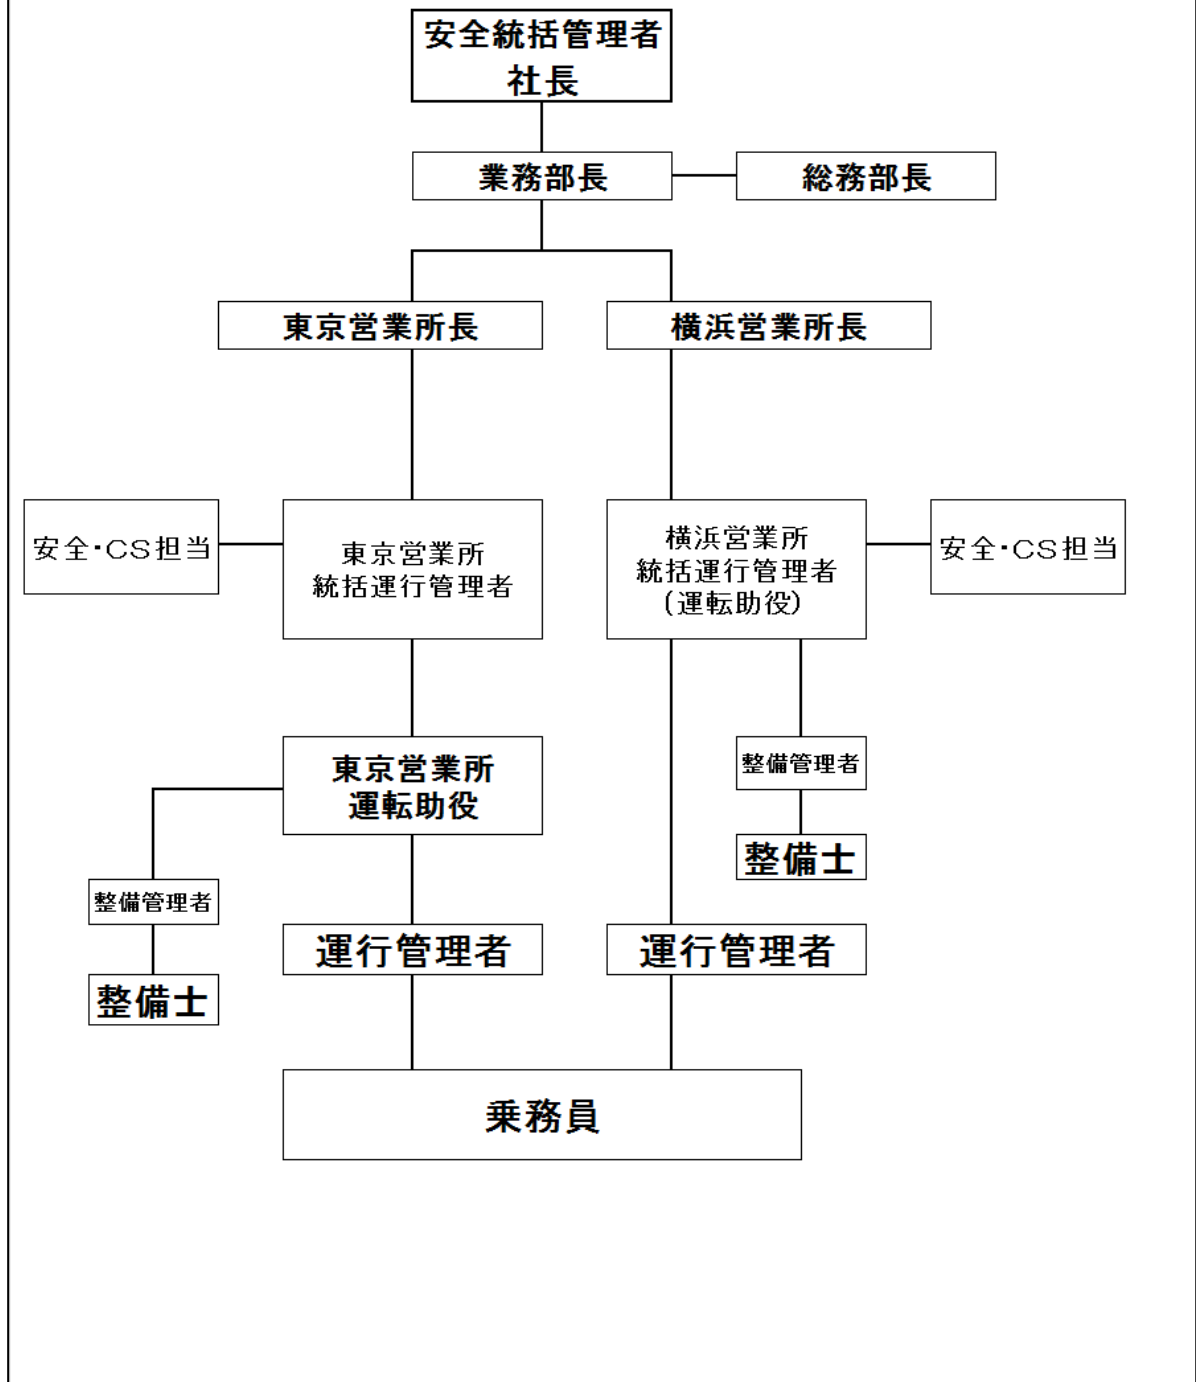 安全統括管理者
社長
業務部長
総務部長
東京営業所長
横浜営業所長
安全・CS担当
東京営業所
統括運行管理者
横浜営業所
統括運行管理者
(運転助役)
安全・CS担当
東京営業所
運転助役
整備管理者
整備士
整備管理者
運行管理者
運行管理者
整備士
乗務員